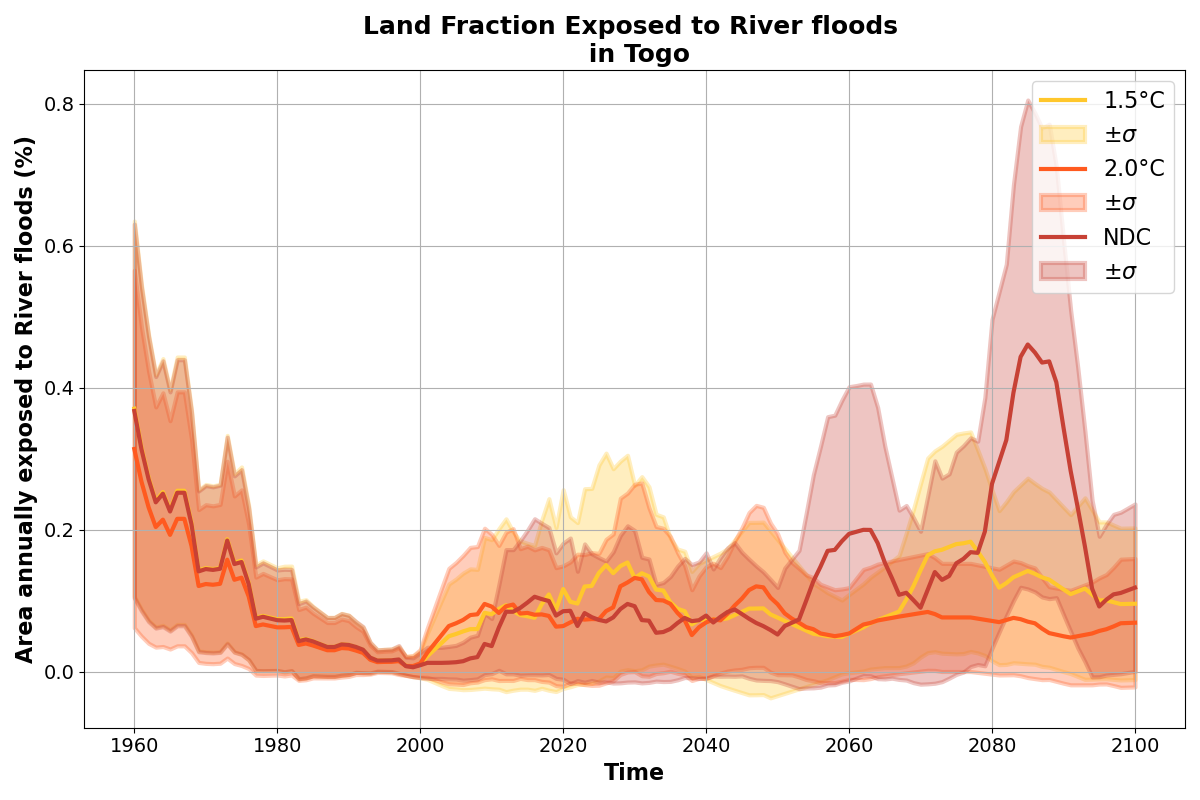 Land Fraction Exposed to River floods
in Togo
Area annually exposed to River floods (%)
0.8
0.6
0.4
0.2
0.0
1.5°C
±σ
2.0°C
±σ
NDC
±σ
1960
1980
2000
2020
2040
2060
2080
2100
Time